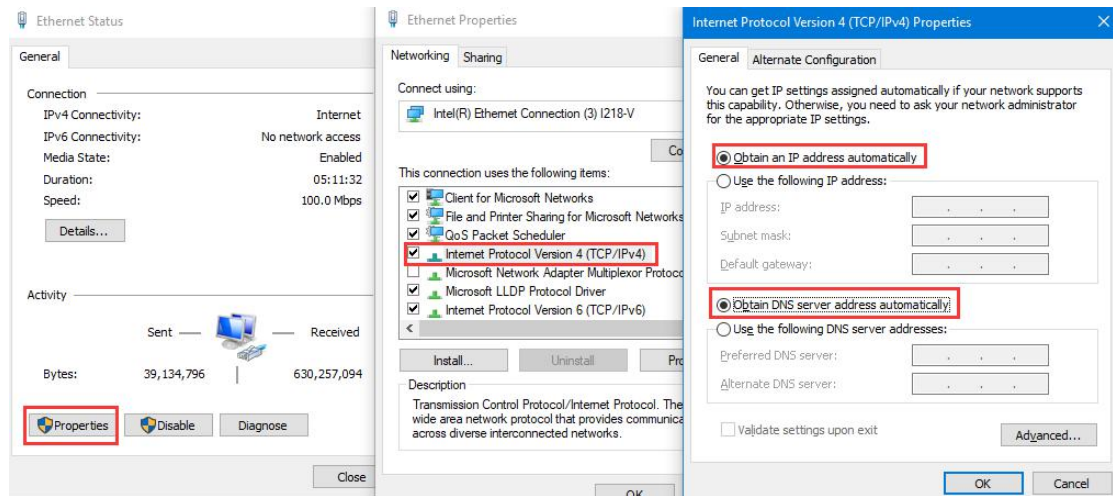 Ethernet Status
General
Connection
IPv4 Connectivity: Internet
IPv6 Connectivity: No network access
Media State: Enabled
Duration: 05:11:32
Speed: 100.0 Mbps
Details...
Activity
Sent Received
Bytes: 39,134,796 630,257,094
Properties Disable Diagnose
Close
Ethernet Properties
Networking Sharing
Connect using:
Intel(R) Ethernet Connection (3) I218-V
Co
This connection uses the following items:
Client for Microsoft Networks
File and Printer Sharing for Microsoft Networks
QoS Packet Scheduler
Internet Protocol Version 4 (TCP/IPv4)
Microsoft Network Adapter Multiplexor Protoco
Microsoft LLDP Protocol Driver
Internet Protocol Version 6 (TCP/IPv6)
Install... Uninstall Pro
Description
Transmission Control Protocol/Internet Protocol. The
wide area network protocol that provides communica
across diverse interconnected networks.
OK
Internet Protocol Version 4 (TCP/IPv4) Properties
General Alternate Configuration
You can get IP settings assigned automatically if your network supports
this capability. Otherwise, you need to ask your network administrator
for the appropriate IP settings.
Obtain an IP address automatically
Use the following IP address:
IP address:
Subnet mask:
Default gateway:
Obtain DNS server address automatically
Use the following DNS server addresses:
Preferred DNS server:
Alternate DNS server:
Validate settings upon exit
Advanced...
OK Cancel